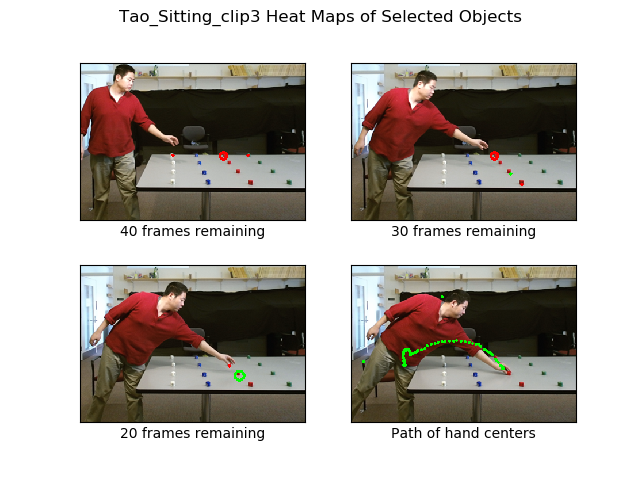 Tao_Sitting_clip3 Heat Maps of Selected Objects
40 frames remaining
30 frames remaining
20 frames remaining
Path of hand centers